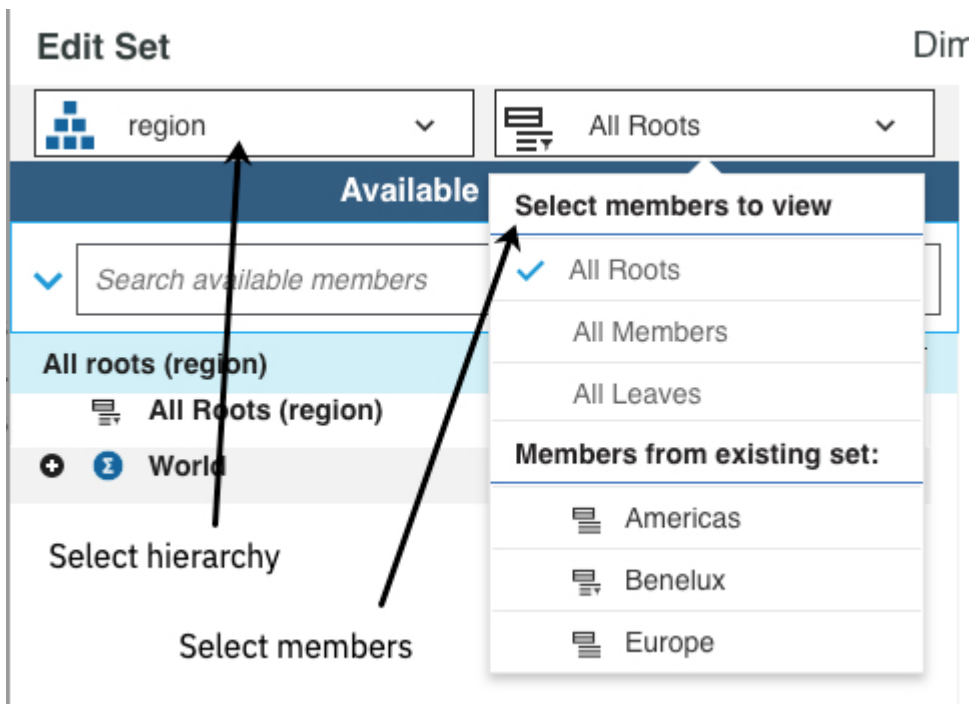 Edit Set
Dim
region
All Roots
Available
Select members to view
Search available members
All Roots
All Members
All roots (region)
All Leaves
All Roots (region)
Members from existing set:
World
Americas
Select hierarchy
Benelux
Select members
Europe